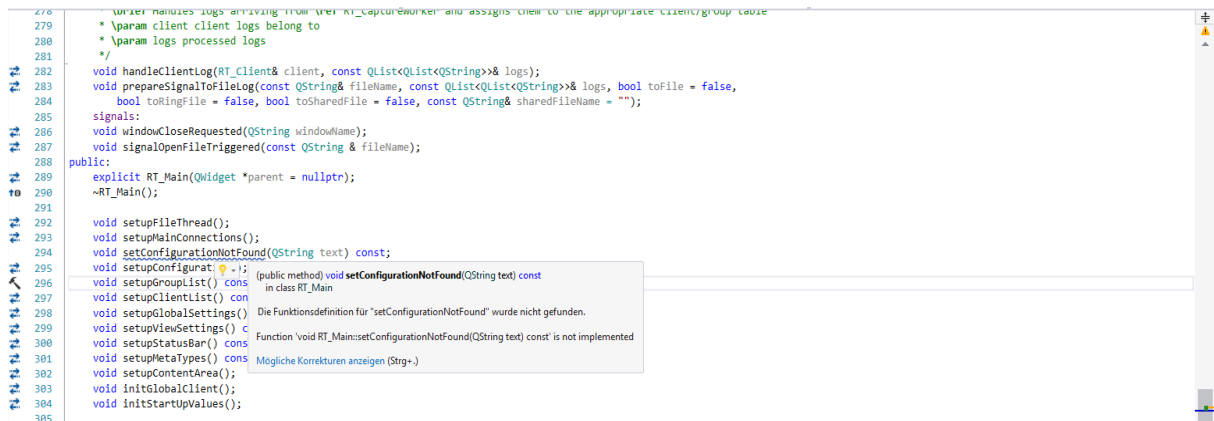 278 * \brief Handles logs arriving from \ref RT_CaptureWorker and assigns them to the appropriate client/group table
279 * \param client client logs belong to
280 * \param logs processed logs
281 */
282 void handleClientLog(RT_Client& client, const QList<QList<QString>>& logs);
283 void prepareSignalToFileLog(const QString& fileName, const QList<QList<QString>>& logs, bool toFile = false,
284 bool toRingFile = false, bool toSharedFile = false, const QString& sharedFileName = "");
285 signals:
286 void windowCloseRequested(QString windowName);
287 void signalOpenFileTriggered(const QString & fileName);
288 public:
289 explicit RT_Main(QWidget *parent = nullptr);
290 ~RT_Main();
291
292 void setupFileThread();
293 void setupMainConnections();
294 void setConfigurationNotFound(QString text) const;
295 void setupConfigurati );
296 void setupGroupList() cons
297 void setupClientList() con
298 void setupGlobalSettings()
299 void setupViewSettings() c
300 void setupStatusBar() cons
301 void setupMetaTypes() cons
302 void setupContentArea();
303 void initGlobalClient();
304 void initStartUpValues();
305
(public method) void setConfigurationNotFound(QString text) const
in class RT_Main
Die Funktionsdefinition für "setConfigurationNotFound" wurde nicht gefunden.
Function 'void RT_Main::setConfigurationNotFound(QString text) const' is not implemented
Mögliche Korrekturen anzeigen (Strg+.)